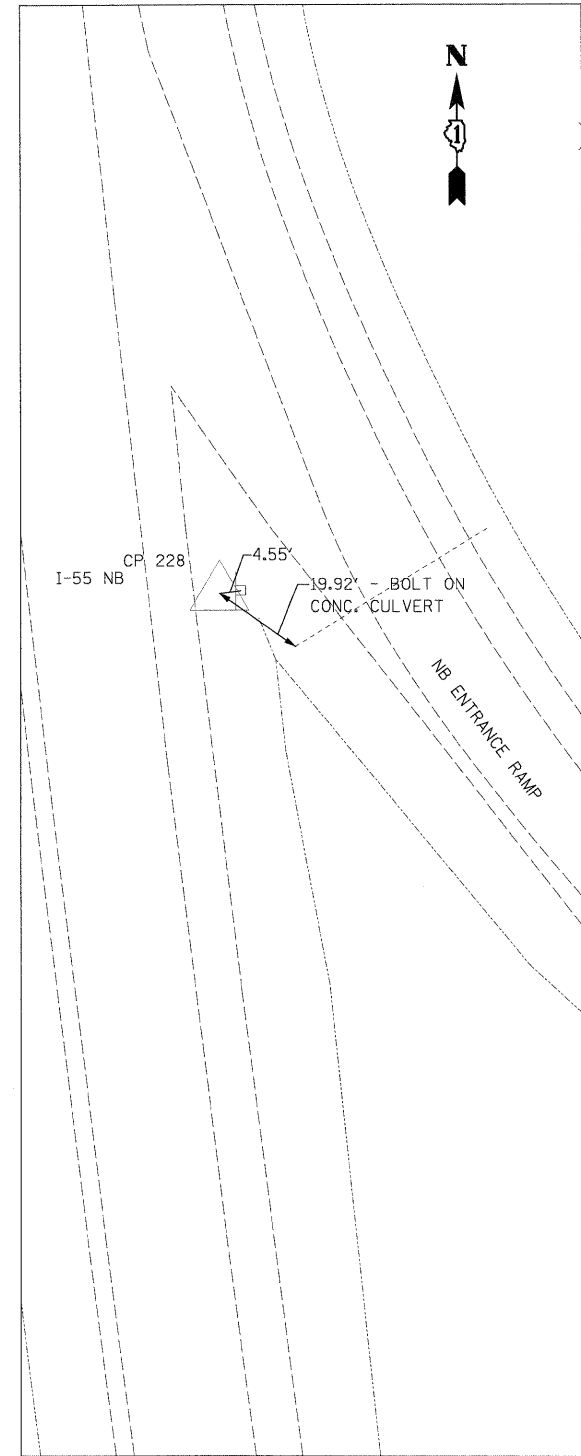 N
1
CP 228
4.55'
I-55 NB
19.92' - BOLT ON
CONC. CULVERT
NB ENTRANCE RAMP